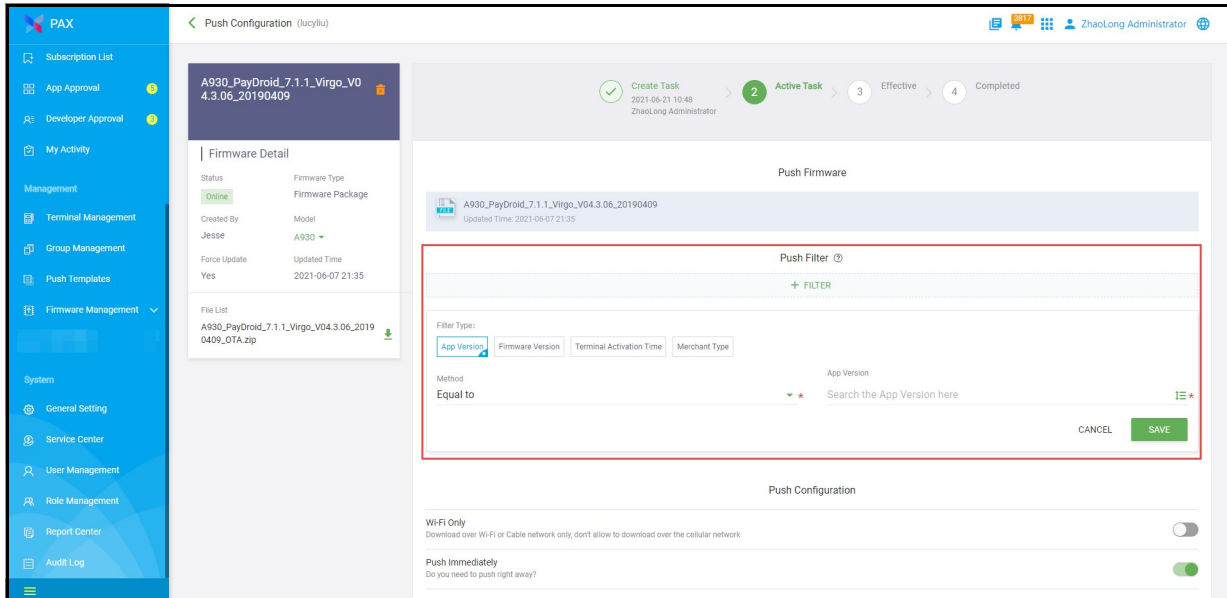 PAX
Subscription List
App Approval 5
Developer Approval 3
My Activity
Management
Terminal Management
Group Management
Push Templates
Firmware Management
System
General Setting
Service Center
User Management
Role Management
Report Center
Audit Log
Push Configuration (lucyliu)
3817
ZhaoLong Administrator
A930_PayDroid_7.1.1_Virgo_V0
4.3.06_20190409
Firmware Detail
Status Firmware Type
Online Firmware Package
Created By Model
Jesse A930
Force Update Updated Time
Yes 2021-06-07 21:35
File List
A930_PayDroid_7.1.1_Virgo_V04.3.06_2019
0409_OTA.zip
Create Task
2021-06-21 10:48
ZhaoLong Administrator
2 Active Task
3 Effective
4 Completed
Push Firmware
FILE
A930_PayDroid_7.1.1_Virgo_V04.3.06_20190409
Updated Time: 2021-06-07 21:35
Push Filter ?
+ FILTER
Filter Type:
App Version Firmware Version Terminal Activation Time Merchant Type
Method App Version
Equal to * Search the App Version here *
CANCEL SAVE
Push Configuration
Wi-Fi Only
Download over Wi-Fi or Cable network only, don't allow to download over the cellular network
Push Immediately
Do you need to push right away?